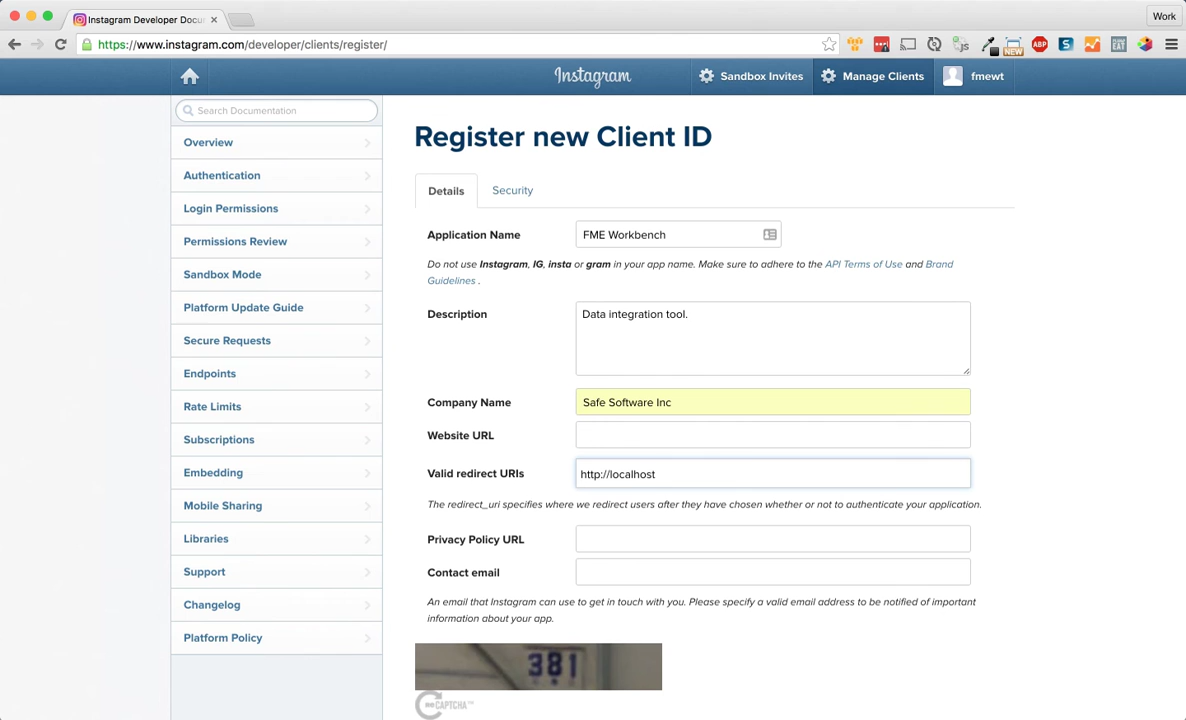 Instagram Developer Docu
Work
https://www.instagram.com/developer/clients/register/
NEW
ABP
EAT
Instagram
Sandbox Invites
Manage Clients
fmewt
Search Documentation
Overview
Authentication
Login Permissions
Permissions Review
Sandbox Mode
Platform Update Guide
Secure Requests
Endpoints
Rate Limits
Subscriptions
Embedding
Mobile Sharing
Libraries
Support
Changelog
Platform Policy
Register new Client ID
Details
Security
Application Name
FME Workbench
Do not use Instagram, IG, insta or gram in your app name. Make sure to adhere to the API Terms of Use and Brand
Guidelines .
Description
Data integration tool.
Company Name
Safe Software Inc
Website URL
Valid redirect URIs
http://localhost
The redirect_uri specifies where we redirect users after they have chosen whether or not to authenticate your application.
Privacy Policy URL
Contact email
An email that Instagram can use to get in touch with you. Please specify a valid email address to be notified of important
information about your app.
381
CAPTCHA